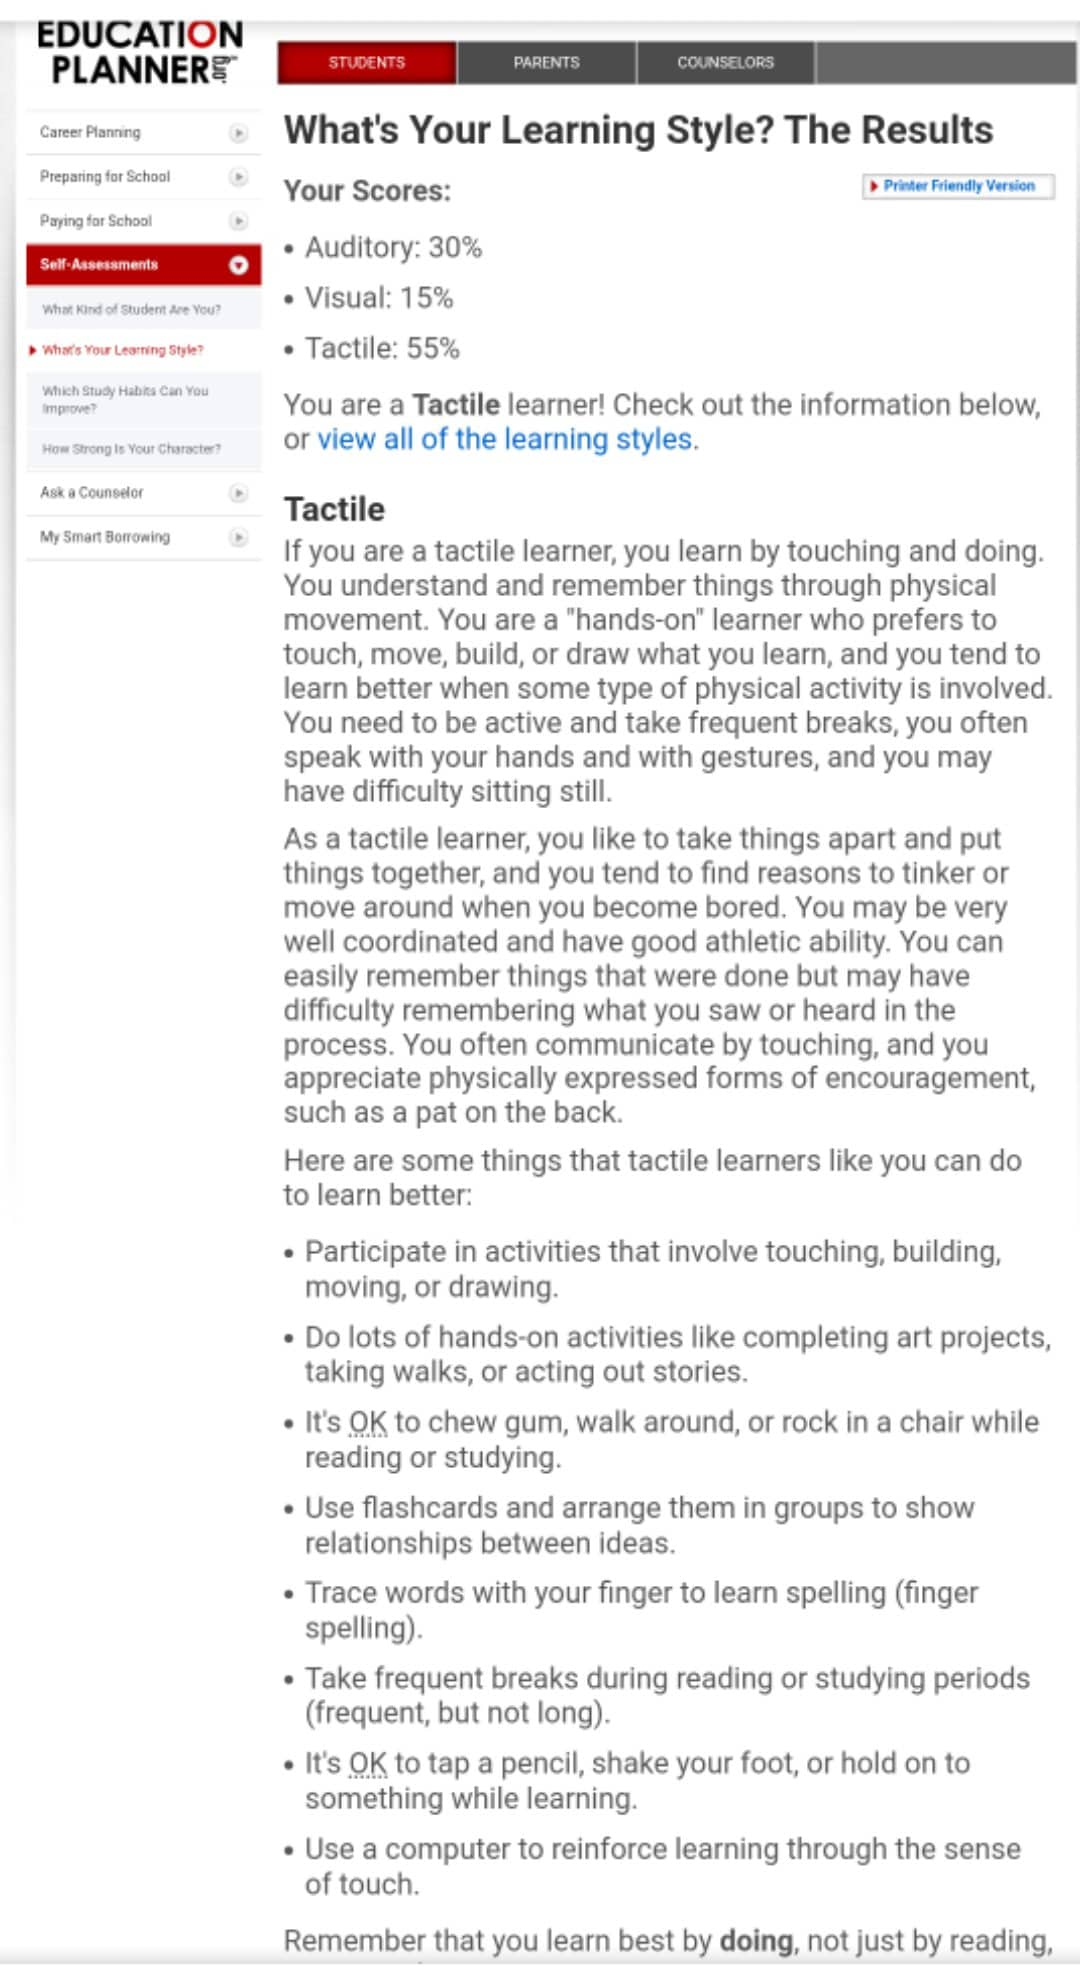 EDUCATION
PLANNER.org
STUDENTS
PARENTS
COUNSELORS
Career Planning
Preparing for School
Paying for School
Self-Assessments
What Kind of Student Are You?
What's Your Learning Style?
Which Study Habits Can You
Improve?
How Strong Is Your Character?
Ask a Counselor
My Smart Borrowing
What's Your Learning Style? The Results
Your Scores:
Printer Friendly Version
• Auditory: 30%
• Visual: 15%
• Tactile: 55%
You are a Tactile learner! Check out the information below,
or view all of the learning styles.
Tactile
If you are a tactile learner, you learn by touching and doing.
You understand and remember things through physical
movement. You are a "hands-on" learner who prefers to
touch, move, build, or draw what you learn, and you tend to
learn better when some type of physical activity is involved.
You need to be active and take frequent breaks, you often
speak with your hands and with gestures, and you may
have difficulty sitting still.
As a tactile learner, you like to take things apart and put
things together, and you tend to find reasons to tinker or
move around when you become bored. You may be very
well coordinated and have good athletic ability. You can
easily remember things that were done but may have
difficulty remembering what you saw or heard in the
process. You often communicate by touching, and you
appreciate physically expressed forms of encouragement,
such as a pat on the back.
Here are some things that tactile learners like you can do
to learn better:
• Participate in activities that involve touching, building,
moving, or drawing.
• Do lots of hands-on activities like completing art projects,
taking walks, or acting out stories.
• It's OK to chew gum, walk around, or rock in a chair while
reading or studying.
• Use flashcards and arrange them in groups to show
relationships between ideas.
• Trace words with your finger to learn spelling (finger
spelling).
• Take frequent breaks during reading or studying periods
(frequent, but not long).
• It's OK to tap a pencil, shake your foot, or hold on to
something while learning.
• Use a computer to reinforce learning through the sense
of touch.
Remember that you learn best by doing, not just by reading,